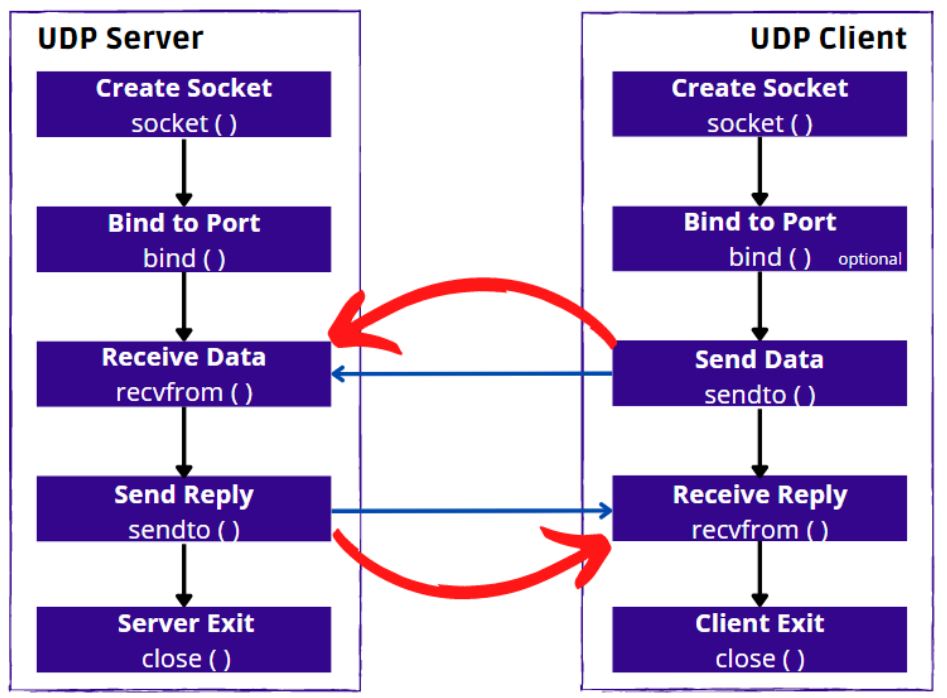 UDP Server
Create Socket
socket ( )
Bind to Port
bind ( )
Receive Data
recvfrom ( )
Send Reply
sendto ( )
Server Exit
close ( )
UDP Client
Create Socket
socket ( )
Bind to Port
bind ( ) optional
Send Data
sendto ( )
Receive Reply
recvfrom ( )
Client Exit
close ( )